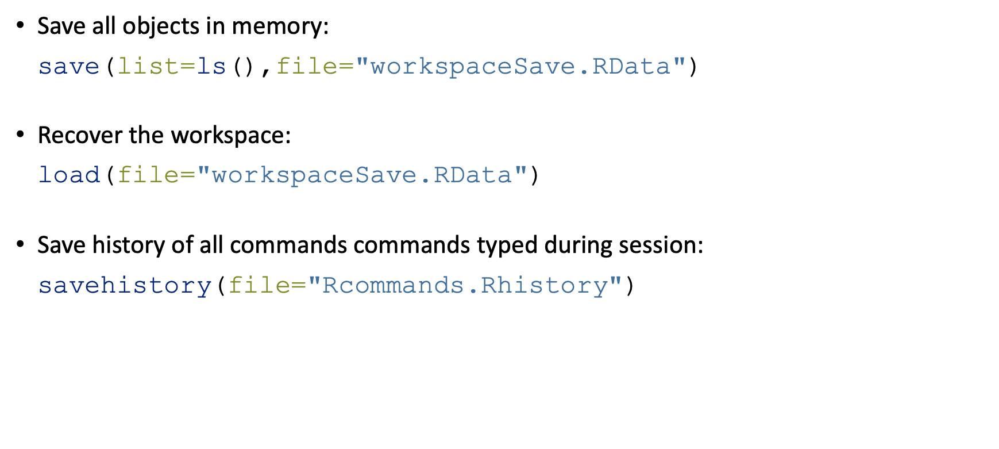 • Save all objects in memory:
save(list=ls(),file="workspaceSave.RData")
• Recover the workspace:
load(file="workspaceSave.RData")
• Save history of all commands commands typed during session:
savehistory(file="Rcommands.Rhistory")